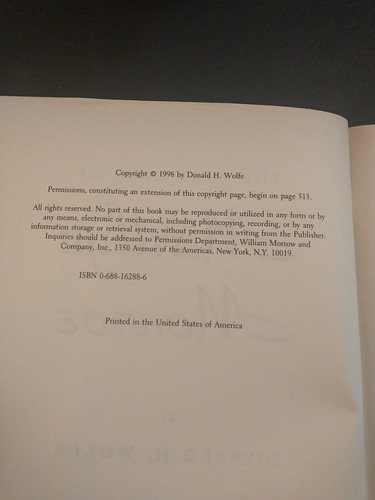 Copyright © 1998 by Donald H. Wolfe
Permissions, constituting an extension of this copyright page, begin on page 513.
All rights reserved. No part of this book may be reproduced or utilized in any form or by
any means, electronic or mechanical, including photocopying, recording, or by any
information storage or retrieval system, without permission in writing from the Publisher.
Inquiries should be addressed to Permissions Department, William Morrow and
Company, Inc., 1350 Avenue of the Americas, New York, N.Y. 10019.
ISBN 0-688-16288-6
Printed in the United States of America
DONALD H. WOLFE